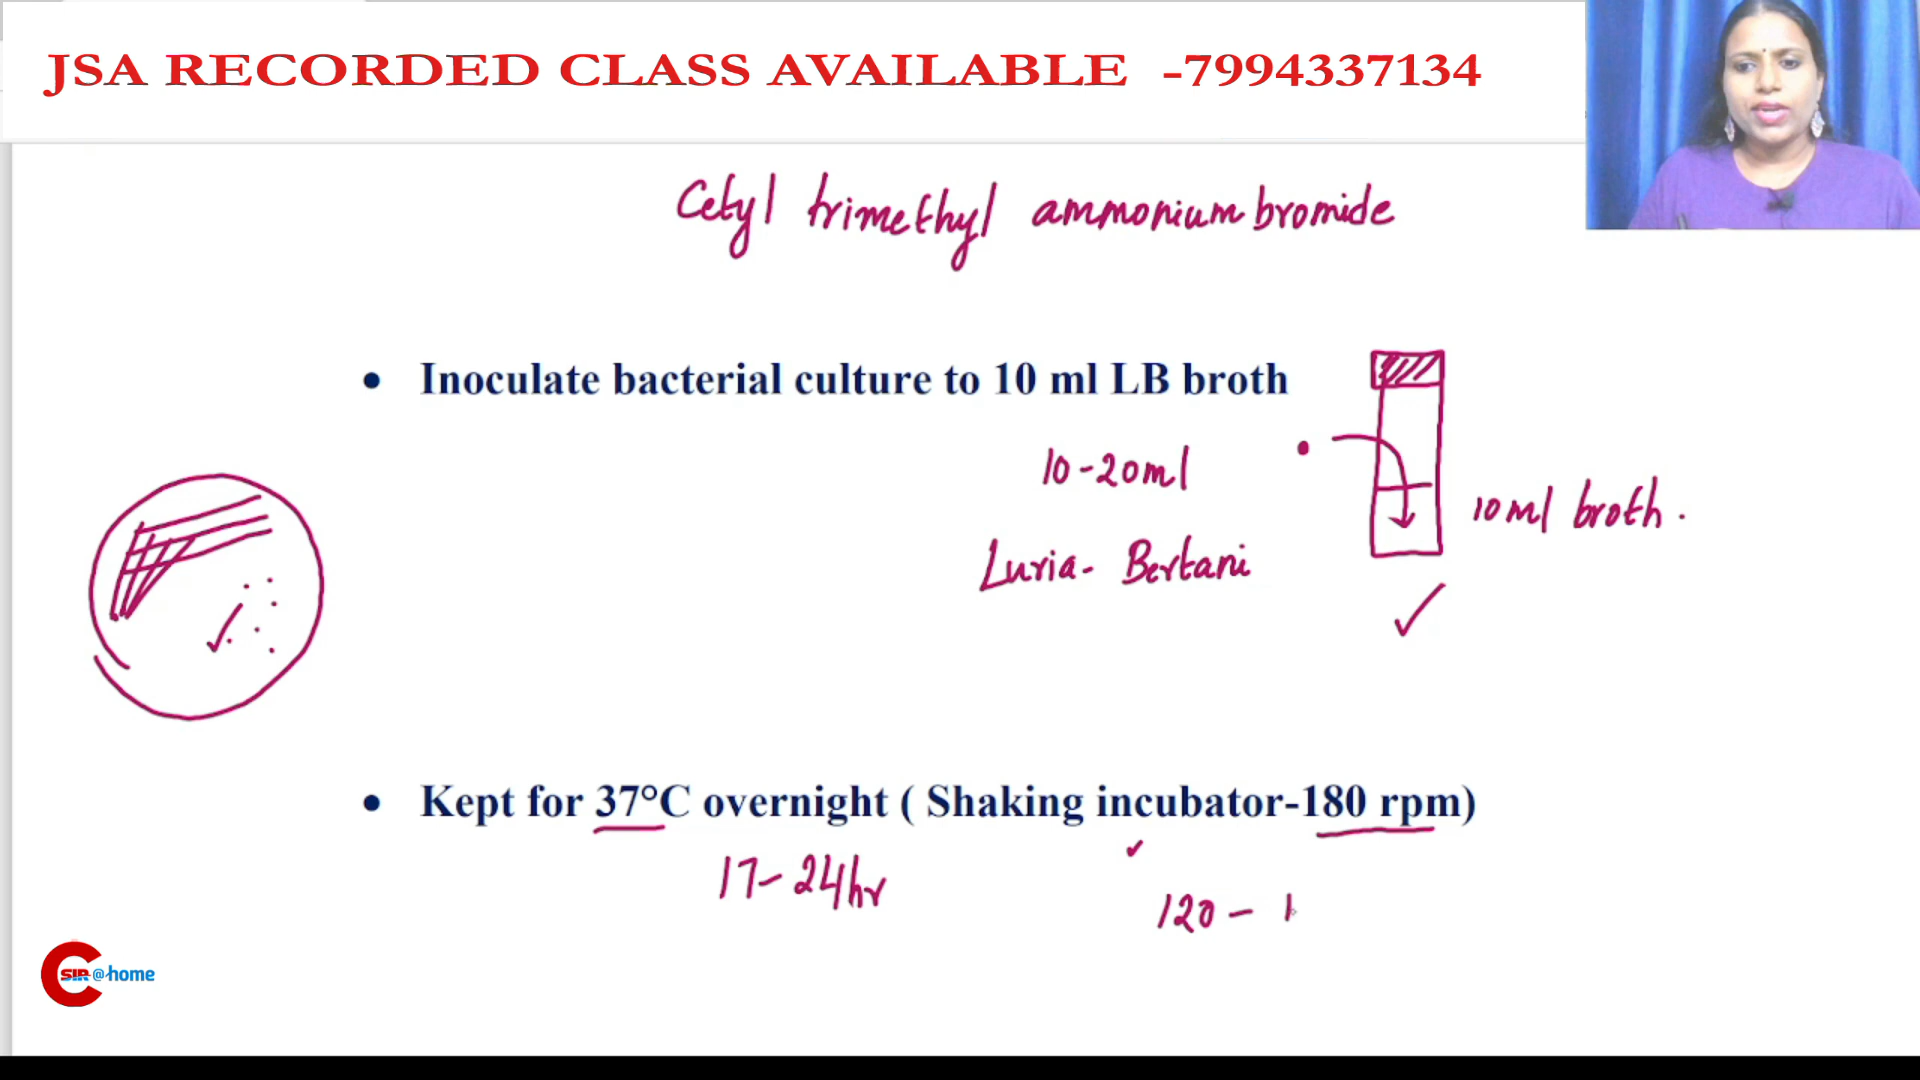 JSA RECORDED CLASS AVAILABLE -7994337134
Cetyl trimethyl ammonium bromide
• Inoculate bacterial culture to 10 ml LB broth
10-20ml
10ml broth.
Luria- Bertani
• Kept for 37°C overnight ( Shaking incubator-180 rpm)
17-24hr
120 -
CSIR@home